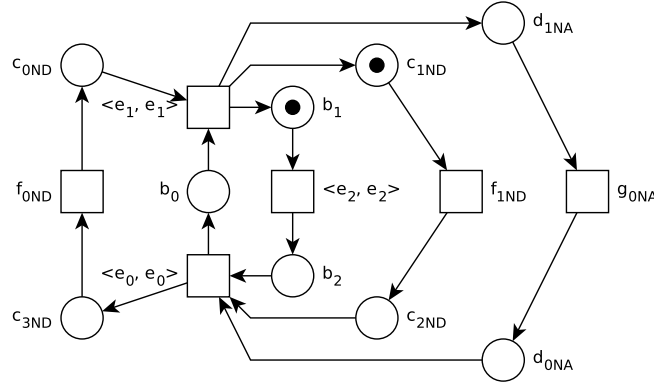 d1NA
c0ND
c1ND
<e1, e1>
b1
f0ND
b0
<e2, e2>
f1ND
g0NA
<e0, e0>
b2
c3ND
c2ND
d0NA